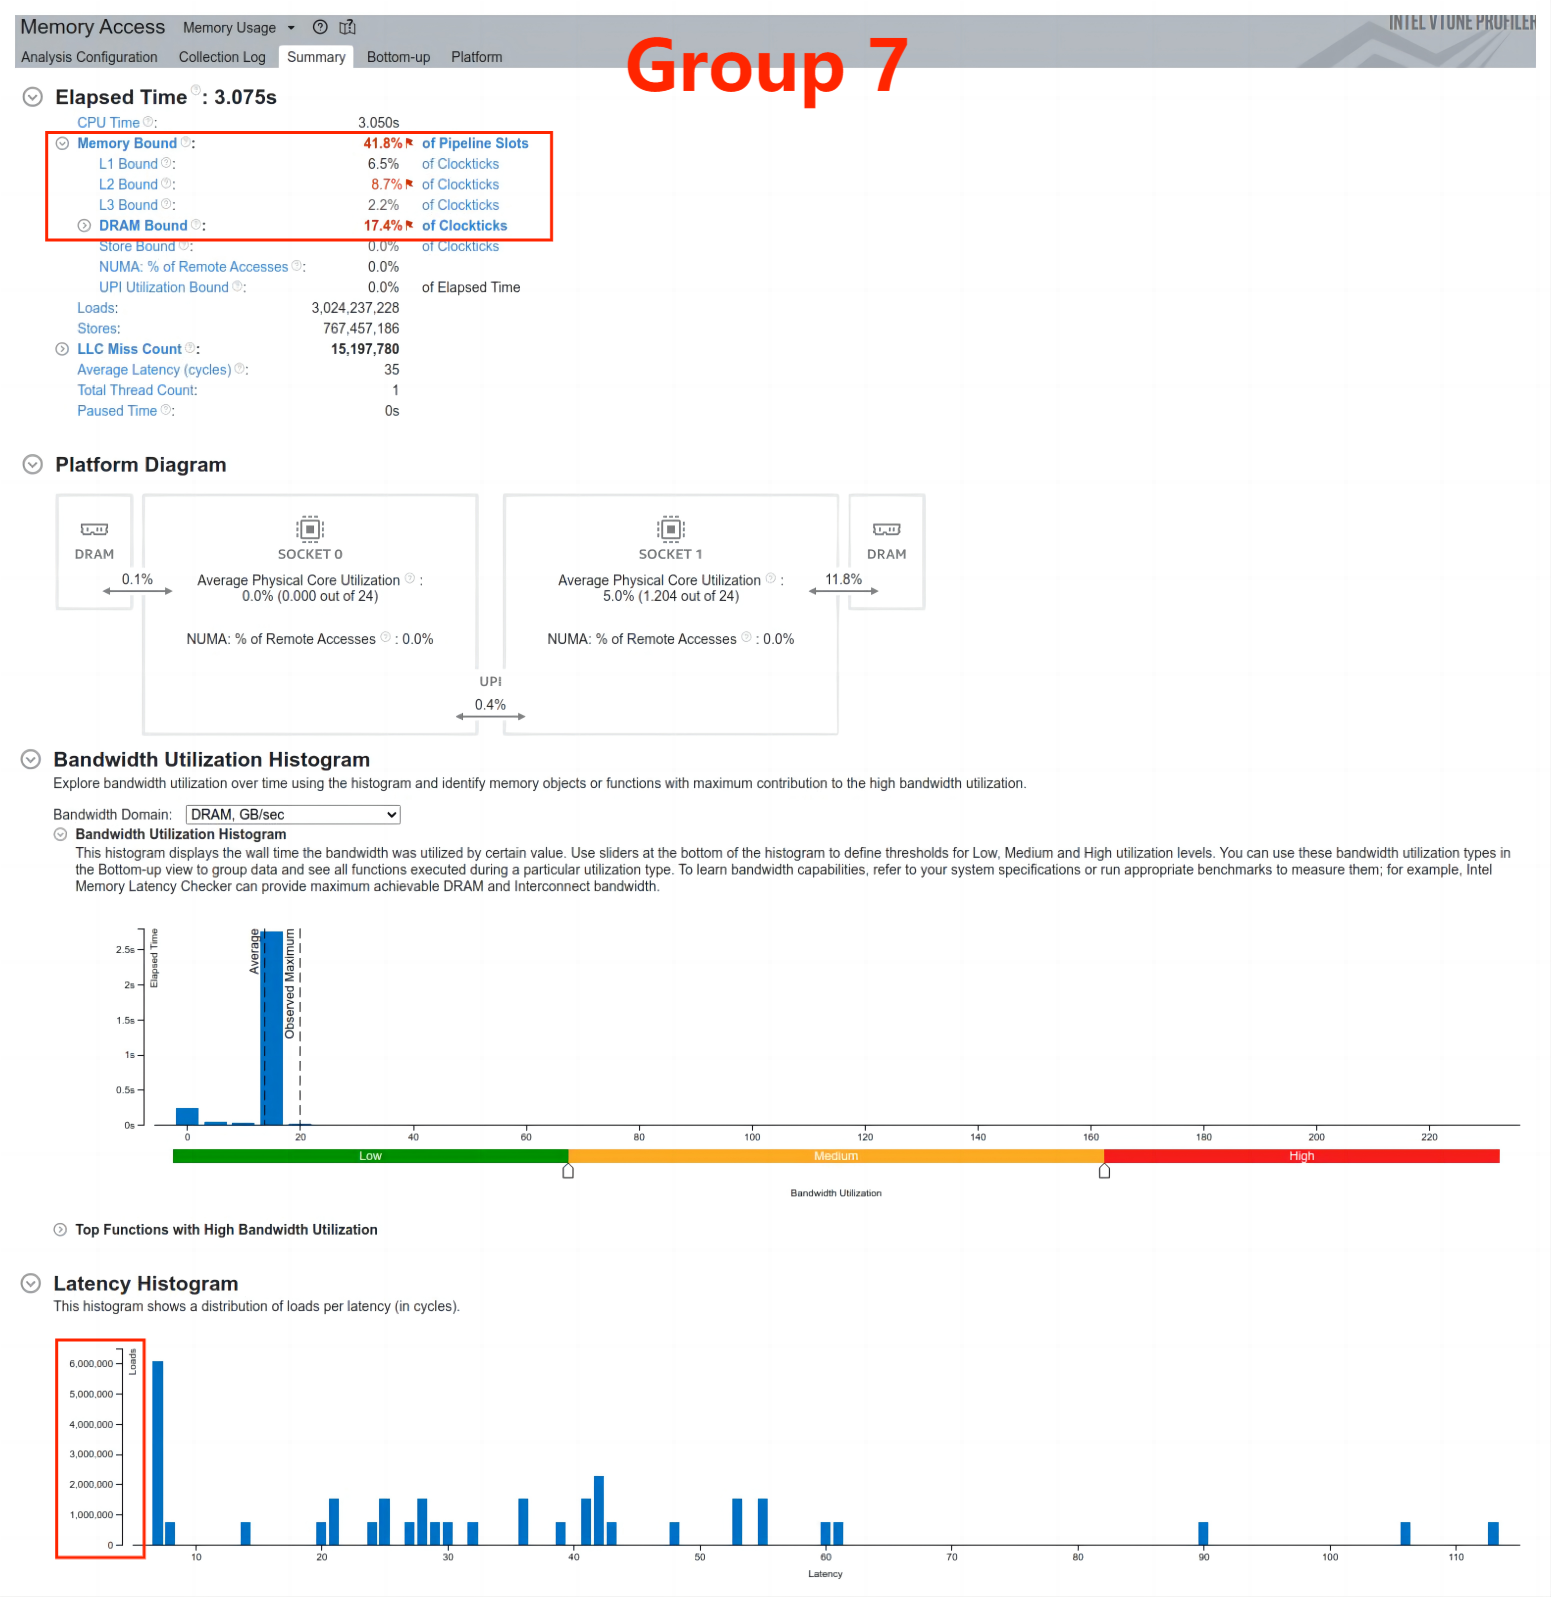 Memory Access Memory Usage
INTEL VTUNE PROFILER
Analysis Configuration Collection Log Summary Bottom-up Platform
Group 7
Elapsed Time : 3.075s
CPU Time : 3.050s
Memory Bound : 41.8% of Pipeline Slots
L1 Bound : 6.5% of Clockticks
L2 Bound : 8.7% of Clockticks
L3 Bound : 2.2% of Clockticks
DRAM Bound : 17.4% of Clockticks
Store Bound : 0.0% of Clockticks
NUMA: % of Remote Accesses : 0.0%
UPI Utilization Bound : 0.0% of Elapsed Time
Loads: 3,024,237,228
Stores: 767,457,186
LLC Miss Count : 15,197,780
Average Latency (cycles) : 35
Total Thread Count: 1
Paused Time : 0s
Platform Diagram
DRAM
0.1%
SOCKET 0
Average Physical Core Utilization :
0.0% (0.000 out of 24)
NUMA: % of Remote Accesses : 0.0%
UPI
0.4%
SOCKET 1
Average Physical Core Utilization :
5.0% (1.204 out of 24)
NUMA: % of Remote Accesses : 0.0%
11.8%
DRAM
Bandwidth Utilization Histogram
Explore bandwidth utilization over time using the histogram and identify memory objects or functions with maximum contribution to the high bandwidth utilization.
Bandwidth Domain: DRAM, GB/sec
Bandwidth Utilization Histogram
This histogram displays the wall time the bandwidth was utilized by certain value. Use sliders at the bottom of the histogram to define thresholds for Low, Medium and High utilization levels. You can use these bandwidth utilization types in
the Bottom-up view to group data and see all functions executed during a particular utilization type. To learn bandwidth capabilities, refer to your system specifications or run appropriate benchmarks to measure them; for example, Intel
Memory Latency Checker can provide maximum achievable DRAM and Interconnect bandwidth.
Elapsed Time
Average
Observed Maximum
2.5s
2s
1.5s
1s
0.5s
0s
0 20 40 60 80 100 120 140 160 180 200 220
Low Medium High
Bandwidth Utilization
Top Functions with High Bandwidth Utilization
Latency Histogram
This histogram shows a distribution of loads per latency (in cycles).
Loads
6,000,000
5,000,000
4,000,000
3,000,000
2,000,000
1,000,000
0
10 20 30 40 50 60 70 80 90 100 110
Latency